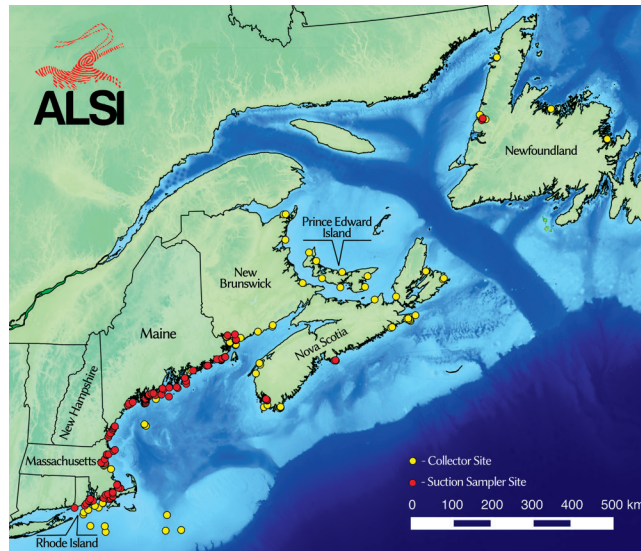 ALSI
Newfoundland
Prince Edward
Island
New
Brunswick
Maine
Nova Scotia
New Hampshire
Massachusetts
Rhode Island
- Collector Site
- Suction Sampler Site
0 100 200 300 400 500 km